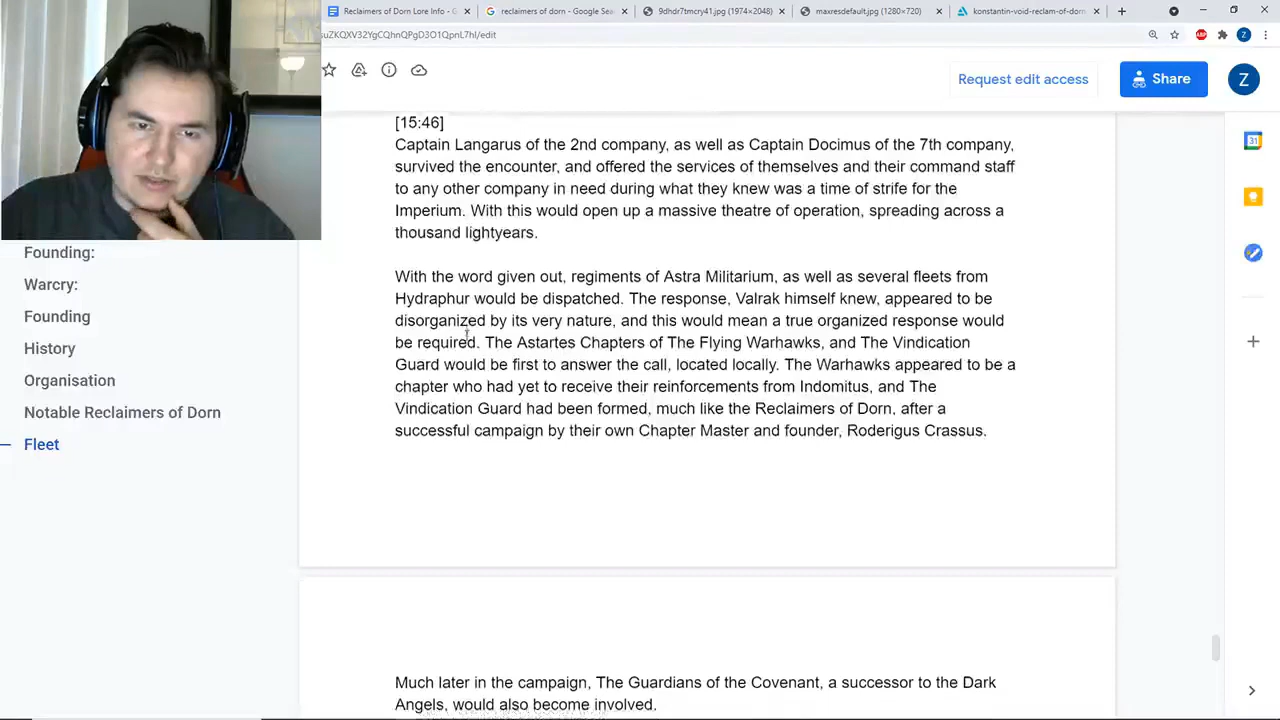 Reclaimers of Dorn Lore Info - G
reclaimers of dorn - Google Sea
9dhdr7tmcry41.jpg (1974×2048)
maxresdefault.jpg (1280×720)
konstantin-void-reclam-of-dorn
suZKQXV32YgCQhnQPgD3O1QpnL7hI/edit
Z
Request edit access
Share
Z
31
Founding:
Warcry:
Founding
History
Organisation
Notable Reclaimers of Dorn
Fleet
[15:46]
Captain Langarus of the 2nd company, as well as Captain Docimus of the 7th company,
survived the encounter, and offered the services of themselves and their command staff
to any other company in need during what they knew was a time of strife for the
Imperium. With this would open up a massive theatre of operation, spreading across a
thousand lightyears.
With the word given out, regiments of Astra Militarium, as well as several fleets from
Hydraphur would be dispatched. The response, Valrak himself knew, appeared to be
disorganized by its very nature, and this would mean a true organized response would
be required. The Astartes Chapters of The Flying Warhawks, and The Vindication
Guard would be first to answer the call, located locally. The Warhawks appeared to be a
chapter who had yet to receive their reinforcements from Indomitus, and The
Vindication Guard had been formed, much like the Reclaimers of Dorn, after a
successful campaign by their own Chapter Master and founder, Roderigus Crassus.
Much later in the campaign, The Guardians of the Covenant, a successor to the Dark
Angels, would also become involved.